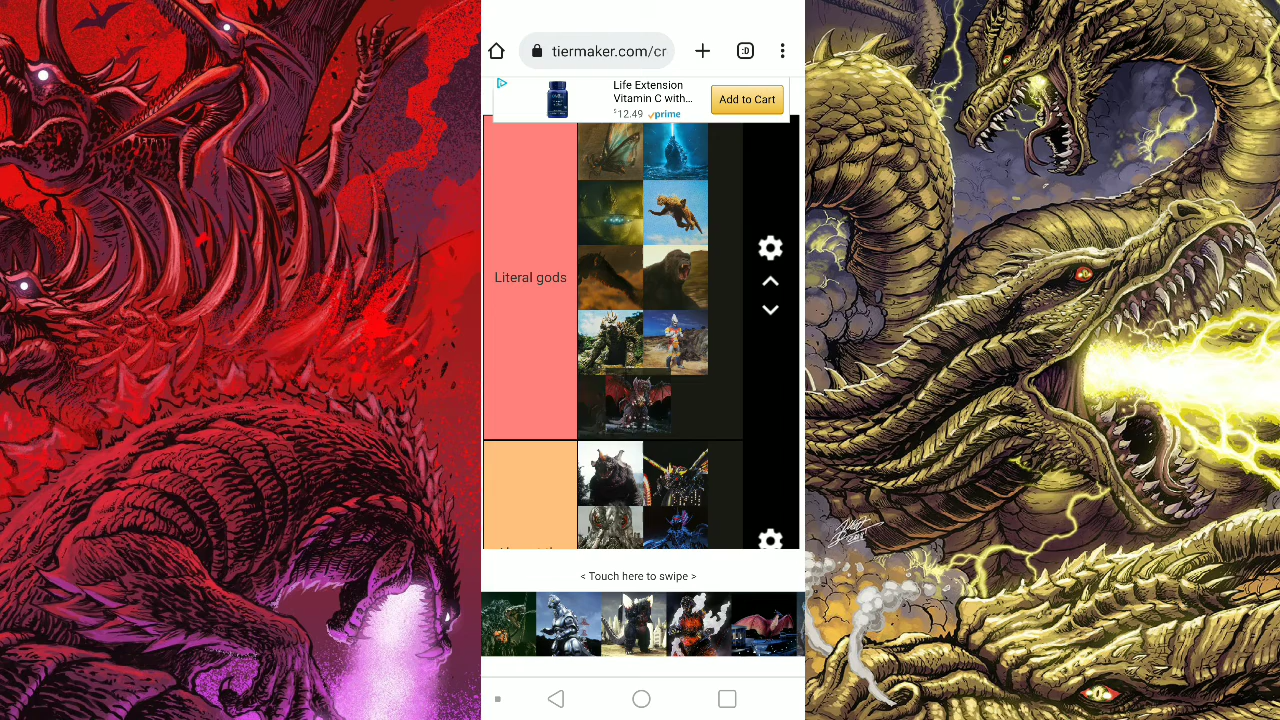 tiermaker.com/cr
:D
Life Extension
Vitamin C with...
Add to Cart
$12.49 prime
Literal gods
< Touch here to swipe >